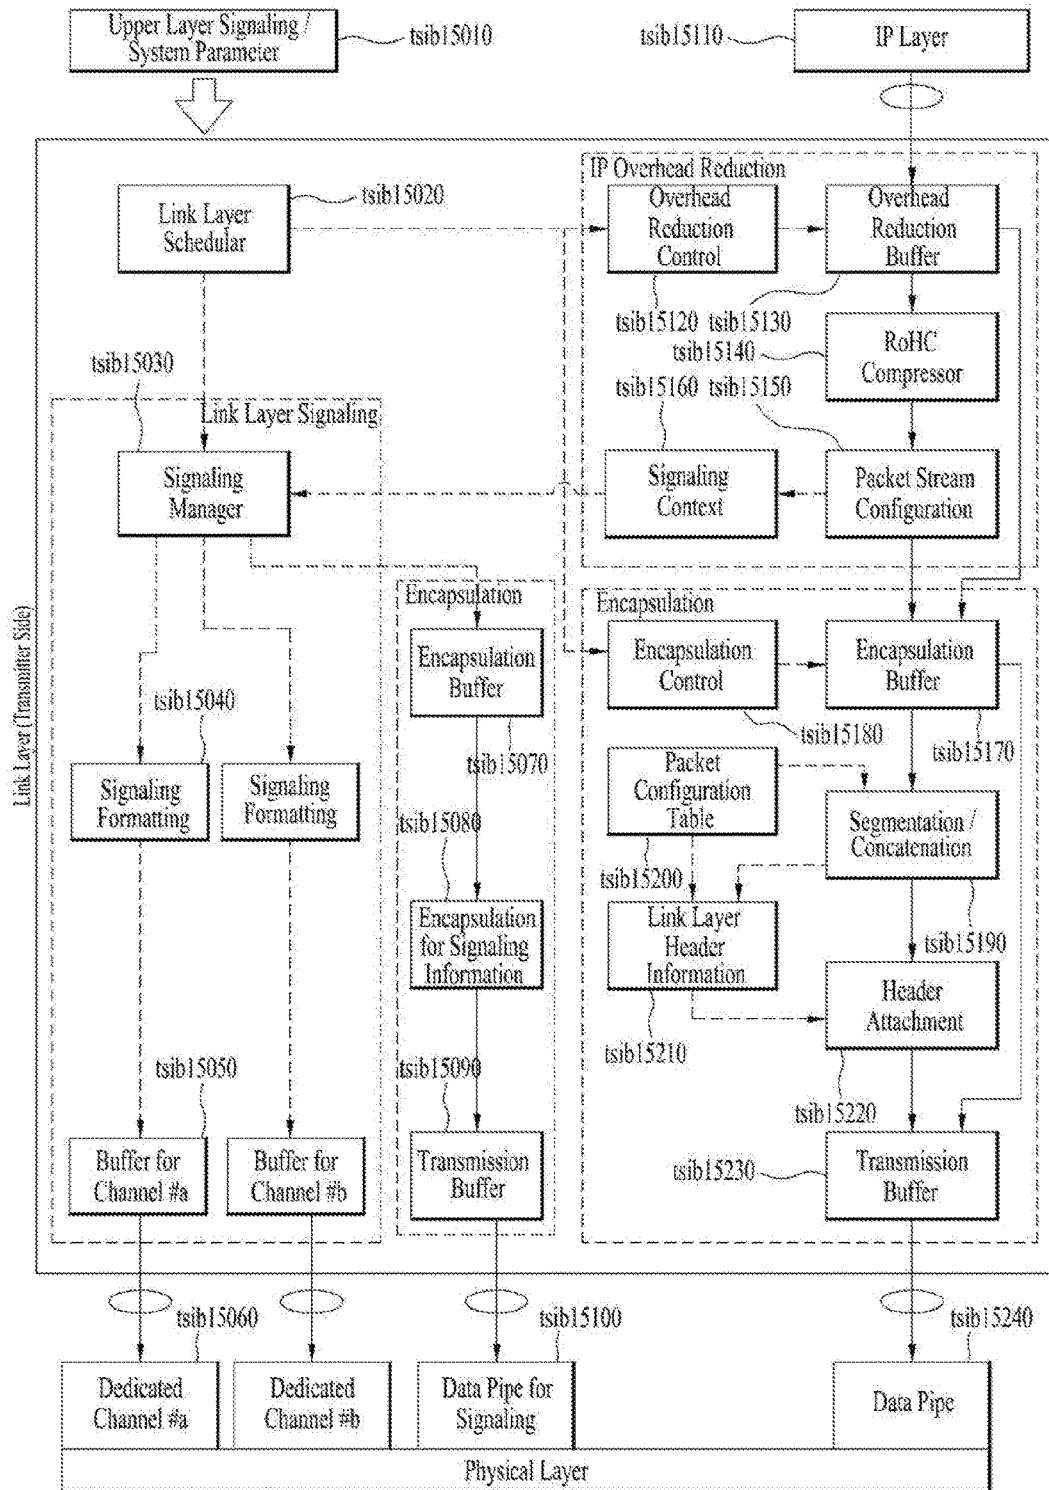 Upper Layer Signaling /
System Parameter
tsib15010
tsib15110
IP Layer
IP Overhead Reduction
Link Layer
Schedular
tsib15020
Overhead
Reduction
Control
Overhead
Reduction
Buffer
tsib15120
tsib15130
tsib15140
RoHC
Compressor
tsib15030
tsib15160
tsib15150
Link Layer Signaling
Signaling
Manager
Signaling
Context
Packet Stream
Configuration
Link Layer (Transmitter Side)
Encapsulation
Encapsulation
Encapsulation
Buffer
Encapsulation
Control
Encapsulation
Buffer
tsib15040
tsib15070
tsib15180
tsib15170
Signaling
Formatting
Signaling
Formatting
Packet
Configuration
Table
Segmentation /
Concatenation
tsib15080
tsib15200
Encapsulation
for Signaling
Information
Link Layer
Header
Information
tsib15190
Header
Attachment
tsib15050
tsib15090
tsib15210
tsib15220
Buffer for
Channel #a
Buffer for
Channel #b
Transmission
Buffer
tsib15230
Transmission
Buffer
tsib15060
tsib15100
tsib15240
Dedicated
Channel #a
Dedicated
Channel #b
Data Pipe for
Signaling
Data Pipe
Physical Layer